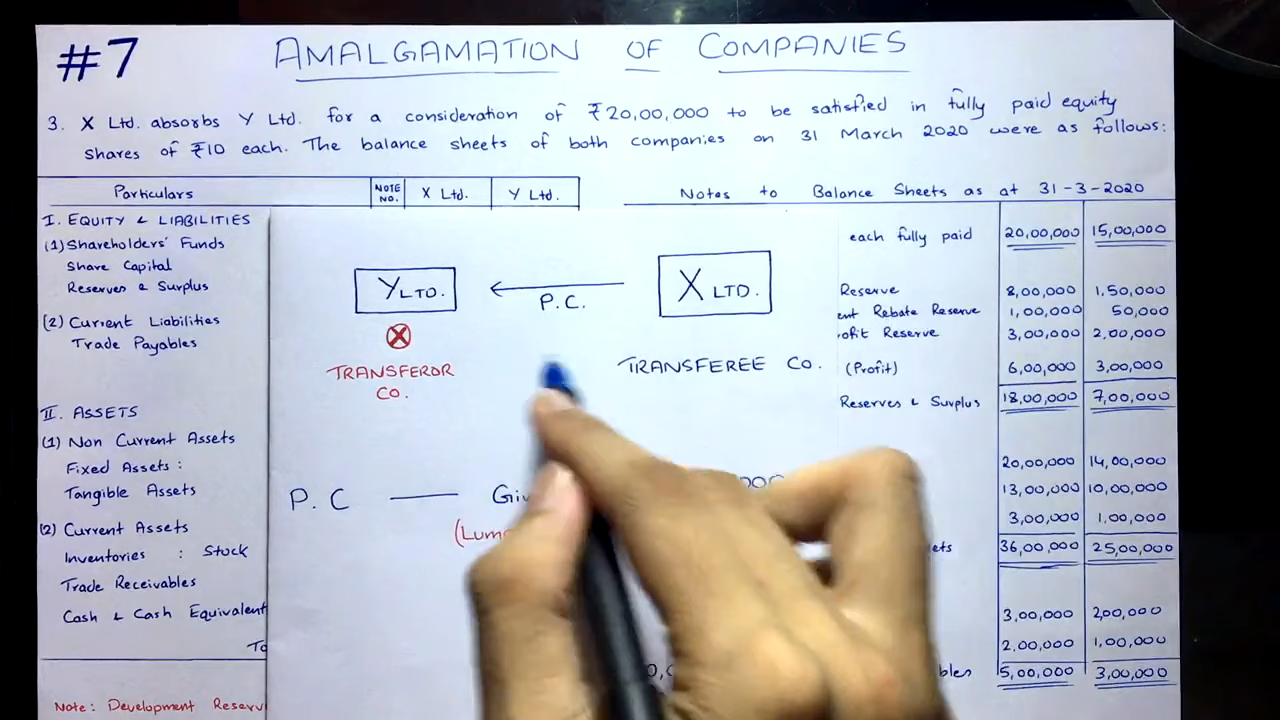 #7
AMALGAMATION OF COMPANIES
3. X Ltd. absorbs Y Ltd. for a consideration of ₹20,00,000 to be satisfied in fully paid equity
shares of ₹10 each. The balance sheets of both companies on 31 March 2020 were as follows:
Particulars NOTE NO. X Ltd. Y Ltd.
I. EQUITY & LIABILITIES
(1) Shareholders' Funds
Share Capital
Reserves & Surplus
(2) Current Liabilities
Trade Payables
II. ASSETS
(1) Non Current Assets
Fixed Assets :
Tangible Assets
(2) Current Assets
Inventories : Stock
Trade Receivables
Cash & Cash Equivalent
To
Note: Development Reserv
Y LTD. ← P.C. X LTD.
TRANSFEROR
CO.
TRANSFEREE CO.
P.C — Giv
(Lum
Notes to Balance Sheets as at 31-3-2020
each fully paid 20,00,000 15,00,000
Reserve 8,00,000 1,50,000
ent Rebate Reserve 1,00,000 50,000
rofit Reserve 3,00,000 2,00,000
(Profit) 6,00,000 3,00,000
Reserves & Surplus 18,00,000 7,00,000
20,00,000 14,00,000
13,00,000 10,00,000
3,00,000 1,00,000
ets 36,00,000 25,00,000
3,00,000 2,00,000
2,00,000 1,00,000
bles 5,00,000 3,00,000